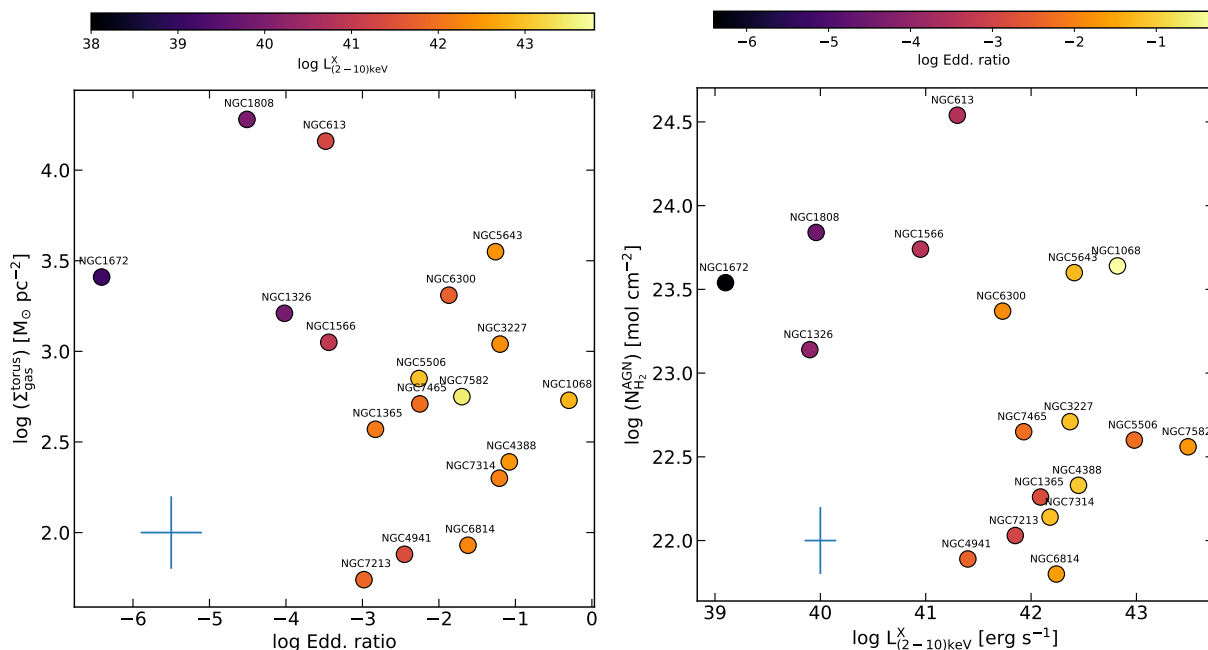 38 39 40 41 42 43
log L^X_(2−10)keV
4.0
3.5
3.0
2.5
2.0
log (Σ^torus_gas) [M⊙ pc⁻²]
NGC1808
NGC613
NGC5643
NGC1672
NGC6300
NGC1326
NGC1566
NGC3227
NGC5506
NGC7582
NGC7465
NGC1068
NGC1365
NGC4388
NGC7314
NGC6814
NGC4941
NGC7213
−6 −5 −4 −3 −2 −1 0
log Edd. ratio
−6 −5 −4 −3 −2 −1
log Edd. ratio
24.5
24.0
23.5
23.0
22.5
22.0
log (N^AGN_H₂) [mol cm⁻²]
NGC613
NGC1808
NGC1566
NGC1068
NGC5643
NGC1672
NGC6300
NGC1326
NGC3227
NGC7465
NGC5506
NGC7582
NGC4388
NGC1365
NGC7314
NGC7213
NGC4941
NGC6814
39 40 41 42 43
log L^X_(2−10)keV [erg s⁻¹]